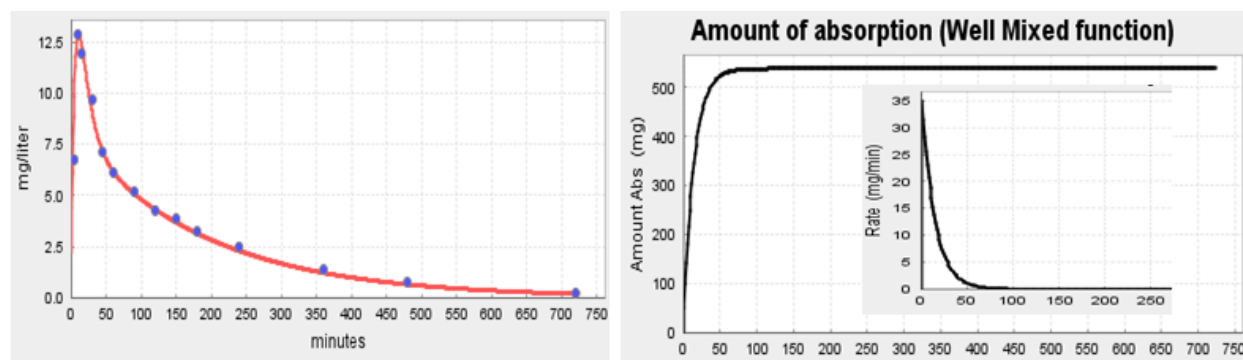 12.5
10.0
7.5
5.0
2.5
0.0
mg/liter
0 50 100 150 200 250 300 350 400 450 500 550 600 650 700 750
minutes
Amount of absorption (Well Mixed function)
500
400
300
200
100
0
Amount Abs (mg)
35
30
25
20
15
10
5
0
Rate (mg/min)
0 50 100 150 200 250
0 50 100 150 200 250 300 350 400 450 500 550 600 650 700 750